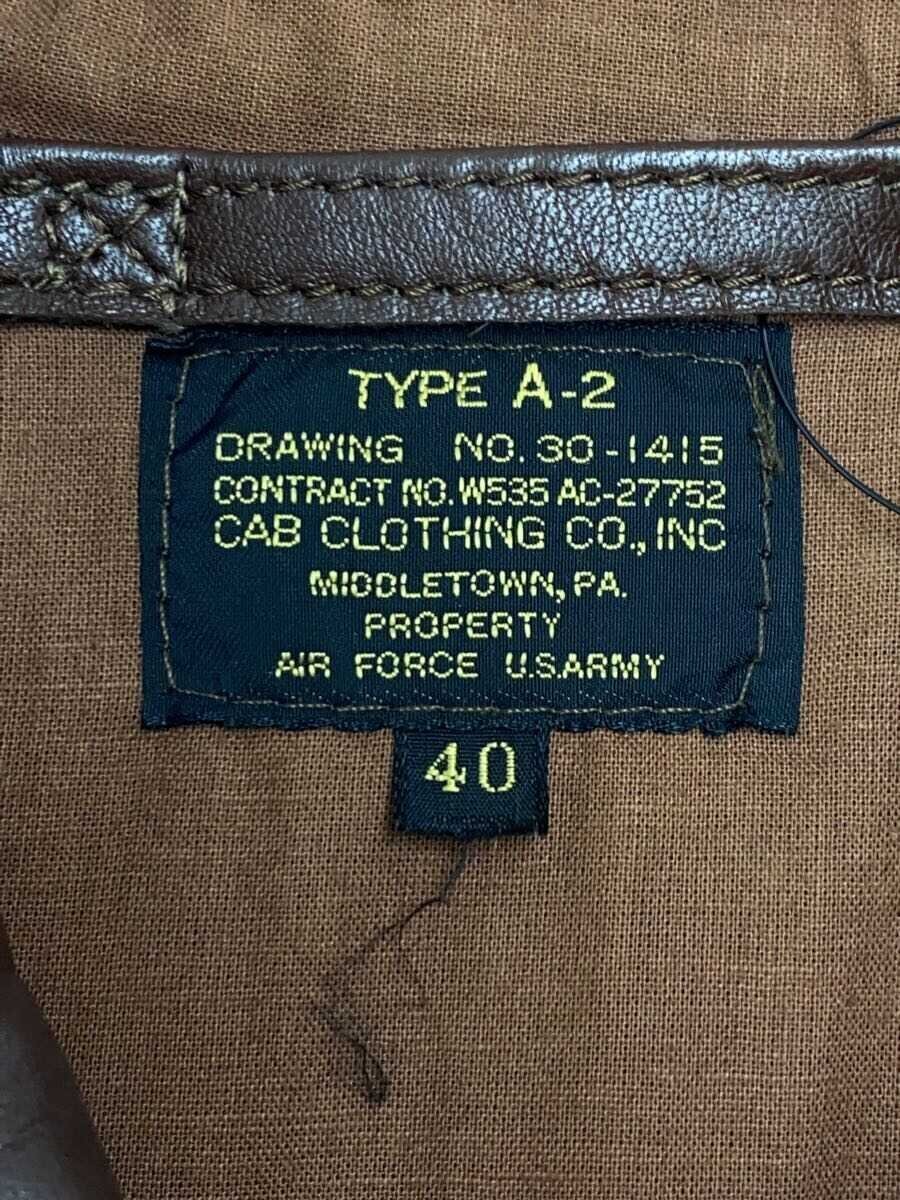 TYPE A-2
DRAWING NO. 30-1415
CONTRACT NO. W535 AC-27752
CAB CLOTHING CO., INC
MIDDLETOWN, PA.
PROPERTY
AIR FORCE U.S.ARMY
40